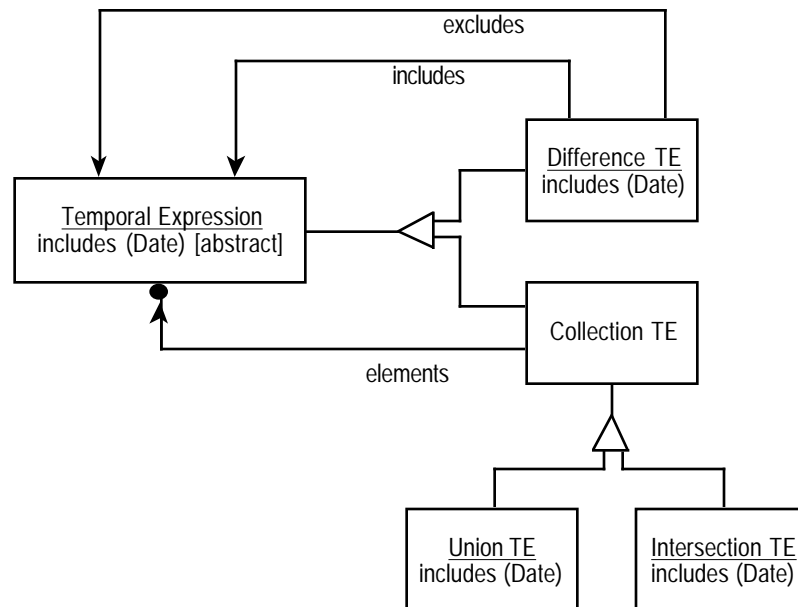 excludes
includes
Difference TE
includes (Date)
Temporal Expression
includes (Date) [abstract]
Collection TE
elements
Union TE
includes (Date)
Intersection TE
includes (Date)